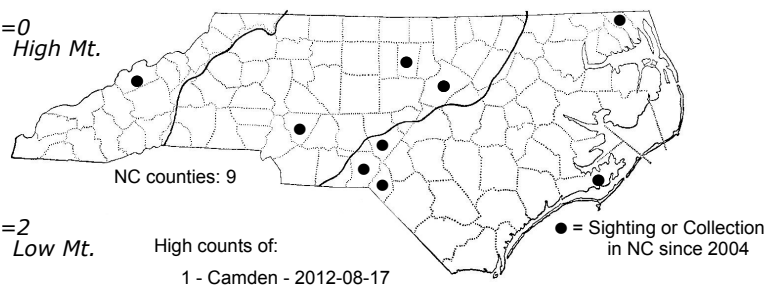 =0
High Mt.
NC counties: 9
=2
Low Mt.
High counts of:
1 - Camden - 2012-08-17
● = Sighting or Collection
in NC since 2004